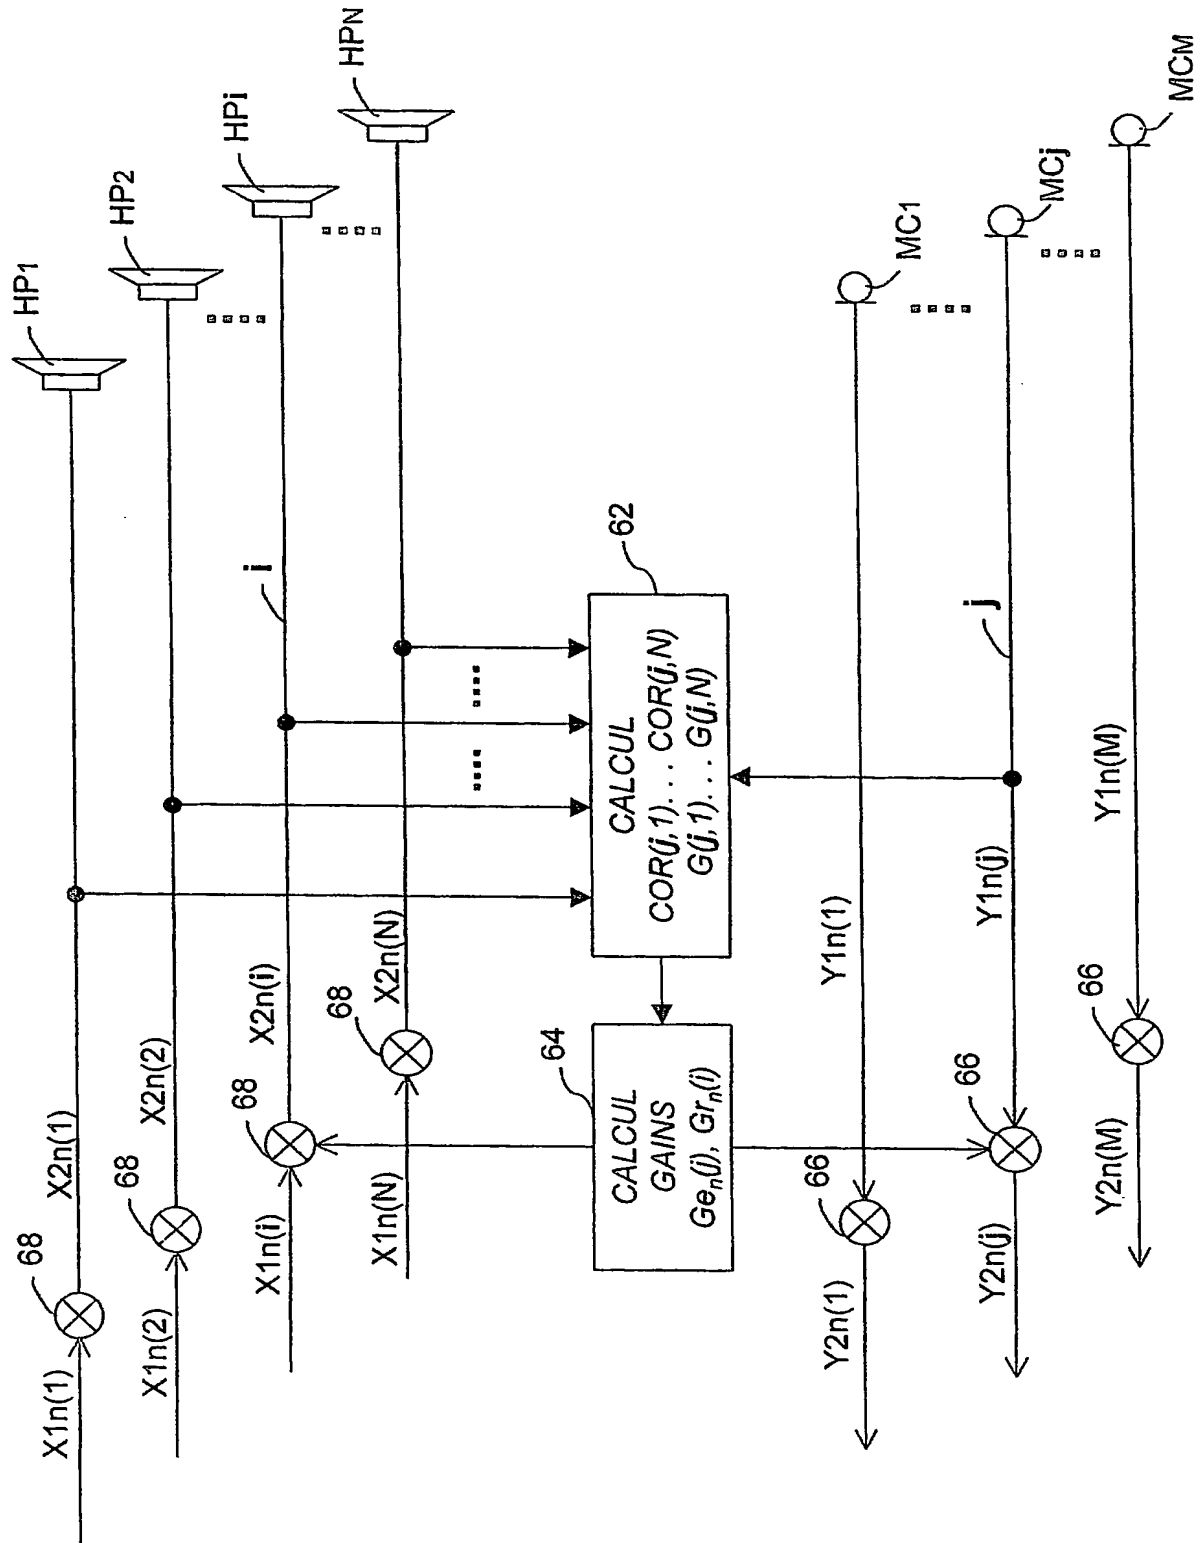 HP1
HP2
HPi
HPN
X1n(1)
68
X2n(1)
X1n(2)
68
X2n(2)
X1n(i)
68
X2n(i)
i
X1n(N)
68
X2n(N)
64
CALCUL
GAINS
Gen(j), Grn(i)
62
CALCUL
COR(j,1)... COR(j,N)
G(j,1)... G(j,N)
Y2n(1)
66
Y1n(1)
MC1
Y2n(j)
66
Y1n(j)
j
MCj
Y2n(M)
66
Y1n(M)
MCM